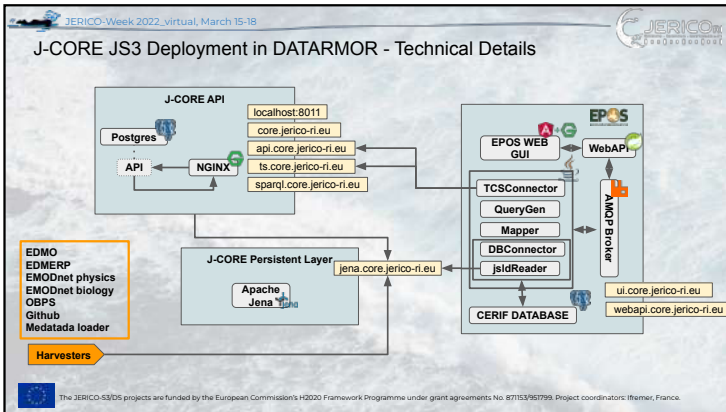 JERICO-Week 2022_virtual, March 15-18
JERICO
J-CORE JS3 Deployment in DATARMOR - Technical Details
J-CORE API
localhost:8011
core.jerico-ri.eu
api.core.jerico-ri.eu
ts.core.jerico-ri.eu
sparql.core.jerico-ri.eu
Postgres
API
NGINX
EPOS
EPOS WEB
GUI
WebAPI
TCSConnector
QueryGen
Mapper
DBConnector
jsldReader
AMQP Broker
CERIF DATABASE
ui.core.jerico-ri.eu
webapi.core.jerico-ri.eu
J-CORE Persistent Layer
Apache
Jena
jena.core.jerico-ri.eu
EDMO
EDMERP
EMODnet physics
EMODnet biology
OBPS
Github
Medatada loader
Harvesters
The JERICO-S3/DS projects are funded by the European Commission's H2020 Framework Programme under grant agreements No. 871153/951799. Project coordinators: Ifremer, France.